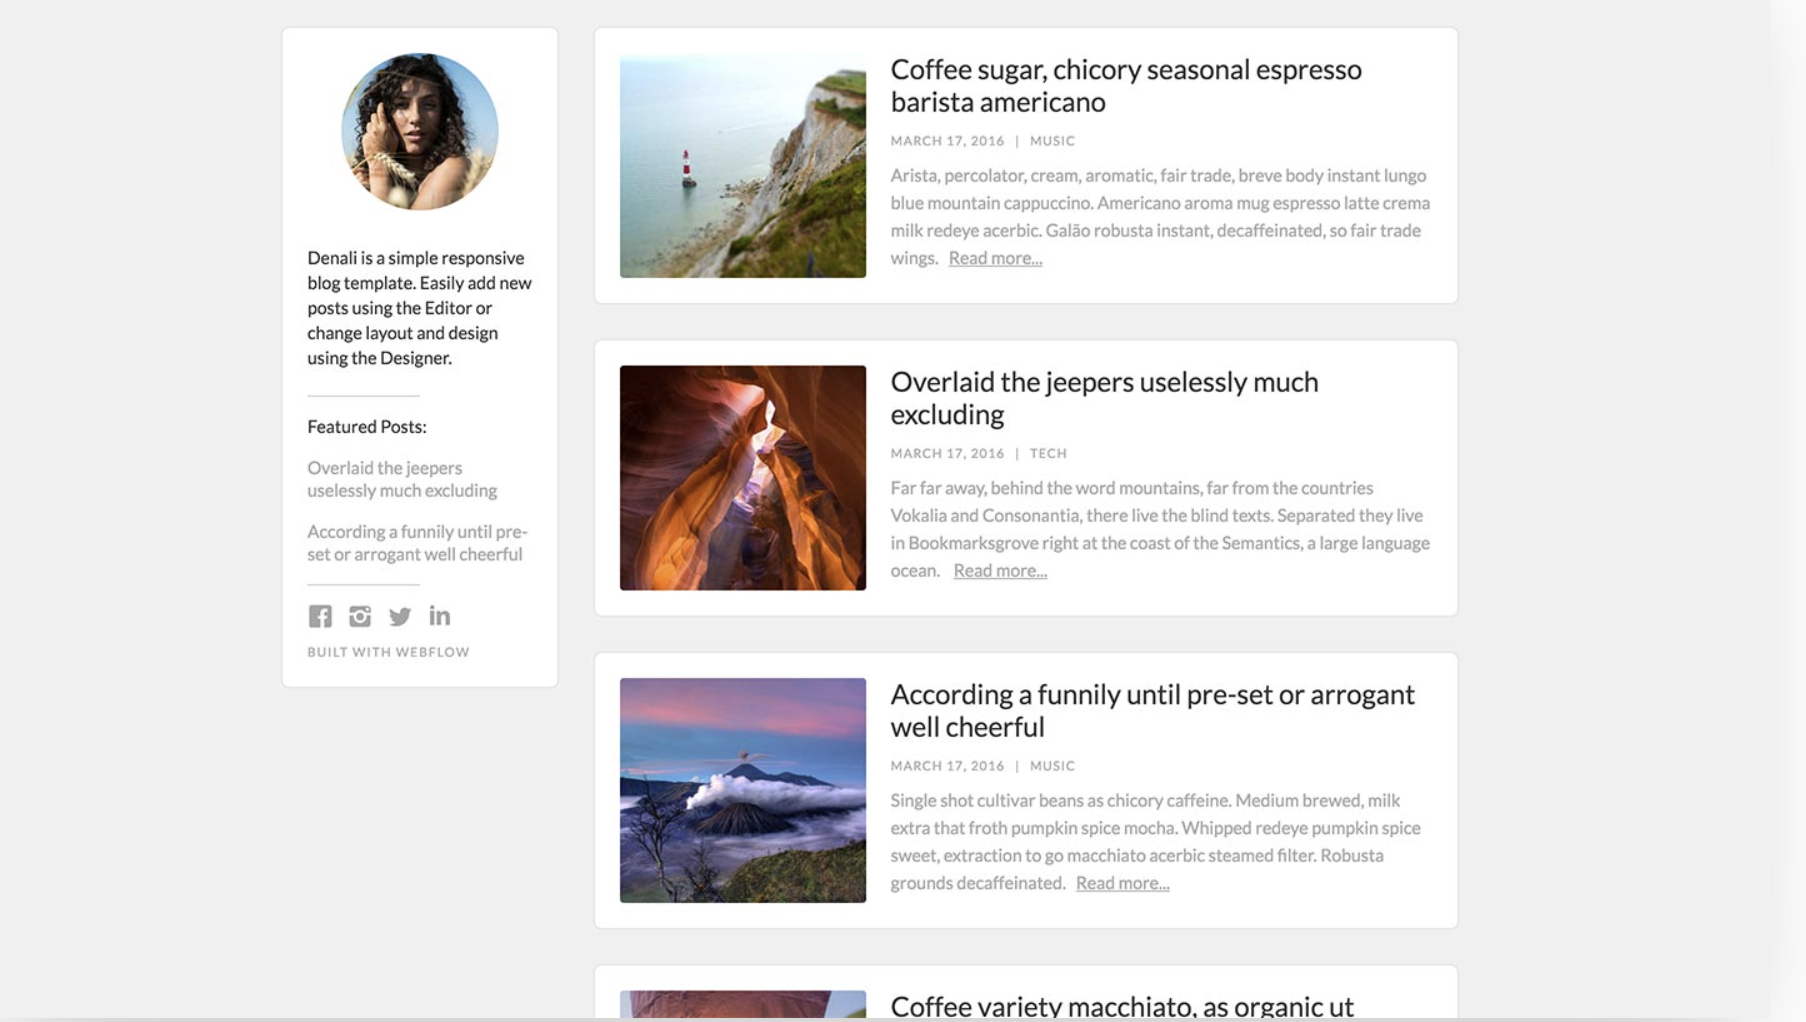 Denali is a simple responsive
blog template. Easily add new
posts using the Editor or
change layout and design
using the Designer.
Featured Posts:
Overlaid the jeepers
uselessly much excluding
According a funnily until pre-
set or arrogant well cheerful
BUILT WITH WEBFLOW
Coffee sugar, chicory seasonal espresso
barista americano
MARCH 17, 2016 | MUSIC
Arista, percolator, cream, aromatic, fair trade, breve body instant lungo
blue mountain cappuccino. Americano aroma mug espresso latte crema
milk redeye acerbic. Galão robusta instant, decaffeinated, so fair trade
wings. Read more...
Overlaid the jeepers uselessly much
excluding
MARCH 17, 2016 | TECH
Far far away, behind the word mountains, far from the countries
Vokalia and Consonantia, there live the blind texts. Separated they live
in Bookmarksgrove right at the coast of the Semantics, a large language
ocean. Read more...
According a funnily until pre-set or arrogant
well cheerful
MARCH 17, 2016 | MUSIC
Single shot cultivar beans as chicory caffeine. Medium brewed, milk
extra that froth pumpkin spice mocha. Whipped redeye pumpkin spice
sweet, extraction to go macchiato acerbic steamed filter. Robusta
grounds decaffeinated. Read more...
Coffee variety macchiato, as organic ut